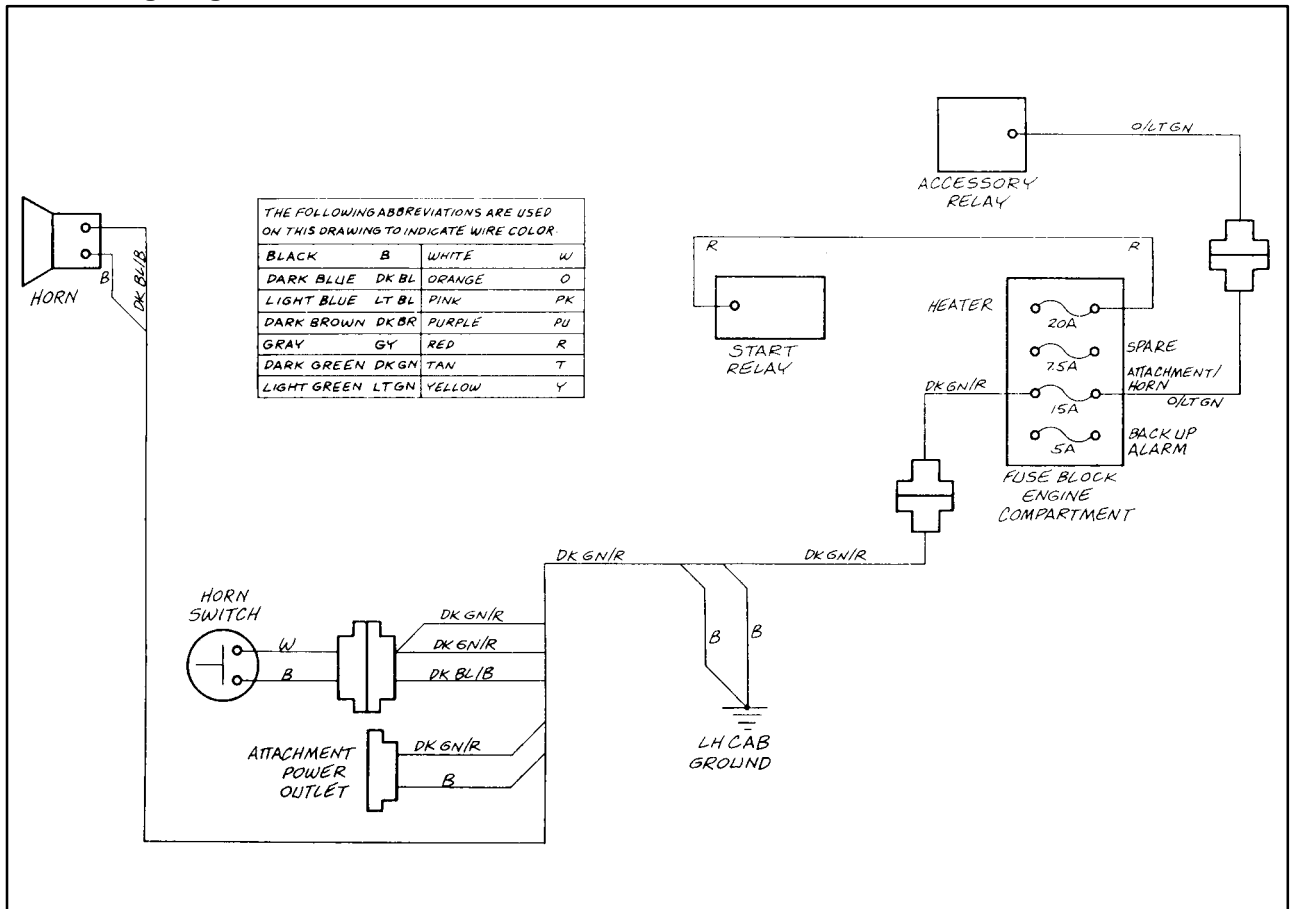 O/LT GN
ACCESSORY
RELAY
THE FOLLOWING ABBREVIATIONS ARE USED
ON THIS DRAWING TO INDICATE WIRE COLOR.
BLACK B WHITE W
DARK BLUE DK BL ORANGE O
LIGHT BLUE LT BL PINK PK
DARK BROWN DK BR PURPLE PU
GRAY GY RED R
DARK GREEN DK GN TAN T
LIGHT GREEN LT GN YELLOW Y
HORN
B
DK BL/B
R
R
START
RELAY
HEATER
20A
7.5A
SPARE
ATTACHMENT/
HORN
DK GN/R
15A
O/LT GN
5A
BACK UP
ALARM
FUSE BLOCK
ENGINE
COMPARTMENT
DK GN/R
DK GN/R
B
B
LH CAB
GROUND
HORN
SWITCH
W
B
DK GN/R
DK GN/R
DK BL/B
ATTACHMENT
POWER
OUTLET
DK GN/R
B